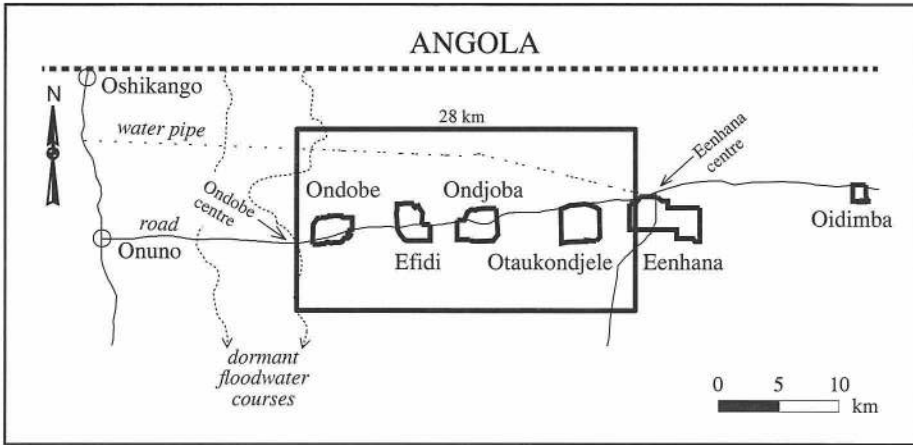 ANGOLA
N
Oshikango
28 km
water pipe
Eenhana
centre
Ondobe
centre
Ondobe
Ondjoba
road
Oidimba
Onuno
Efidi
Otaukondjele
Eenhana
dormant
floodwater
courses
0 5 10
km